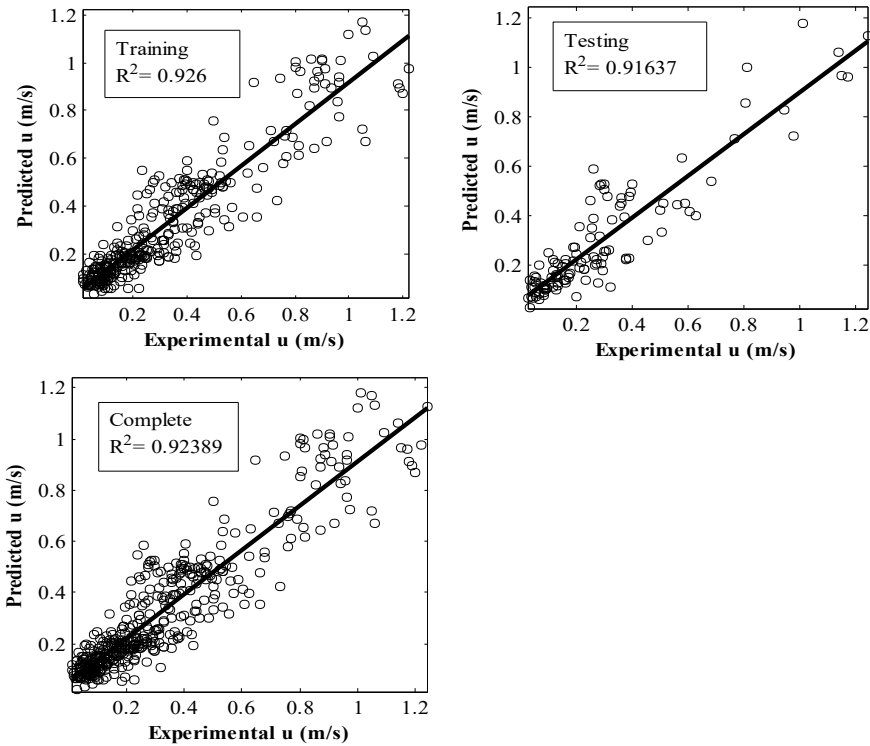 Training
R²= 0.926
1.2
1
0.8
0.6
0.4
0.2
Predicted u (m/s)
0.2 0.4 0.6 0.8 1 1.2
Experimental u (m/s)
Testing
R²= 0.91637
1.2
1
0.8
0.6
0.4
0.2
Predicted u (m/s)
0.2 0.4 0.6 0.8 1 1.2
Experimental u (m/s)
Complete
R²= 0.92389
1.2
1
0.8
0.6
0.4
0.2
Predicted u (m/s)
0.2 0.4 0.6 0.8 1 1.2
Experimental u (m/s)